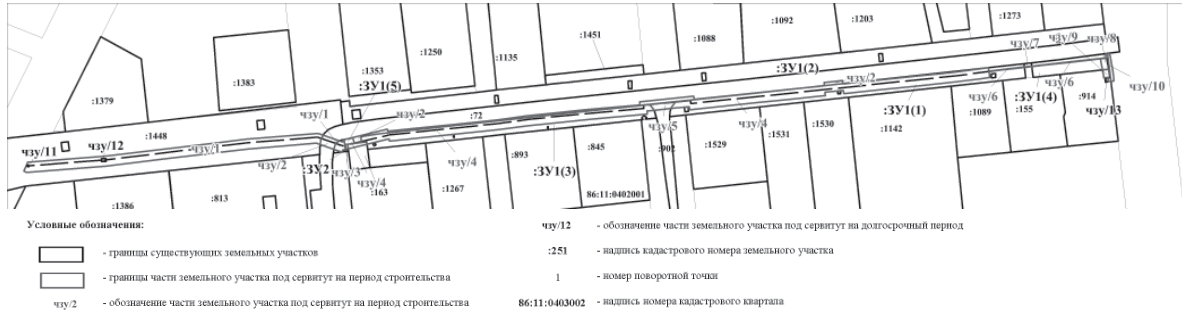 :1092
:1203
:1273
:1451
:1088
:1250
:1135
:1353
:1383
:ЗУ1(5)
:1379
чзу/7
чзу/9
чзу/8
:ЗУ1(2)
чзу/2
чзу/10
чзу/1
чзу/2
:72
чзу/6
чзу/6
:ЗУ1(1)
:ЗУ1(4)
:914
чзу/13
:1089
:155
:1448
чзу/11
чзу/12
чзу/1
чзу/5
чзу/4
:1531
:1530
:1142
:902
:1529
чзу/2
:ЗУ2
чзу/3
чзу/4
чзу/4
:893
:ЗУ1(3)
:845
:163
:1267
86:11:0402001
:1386
:813
Условные обозначения:
- границы существующих земельных участков
- границы части земельного участка под сервитут на период строительства
чзу/2 - обозначение части земельного участка под сервитут на период строительства
чзу/12 - обозначение части земельного участка под сервитут на долгосрочный период
:251 - надпись кадастрового номера земельного участка
1 - номер поворотной точки
86:11:0403002 - надпись номера кадастрового квартала